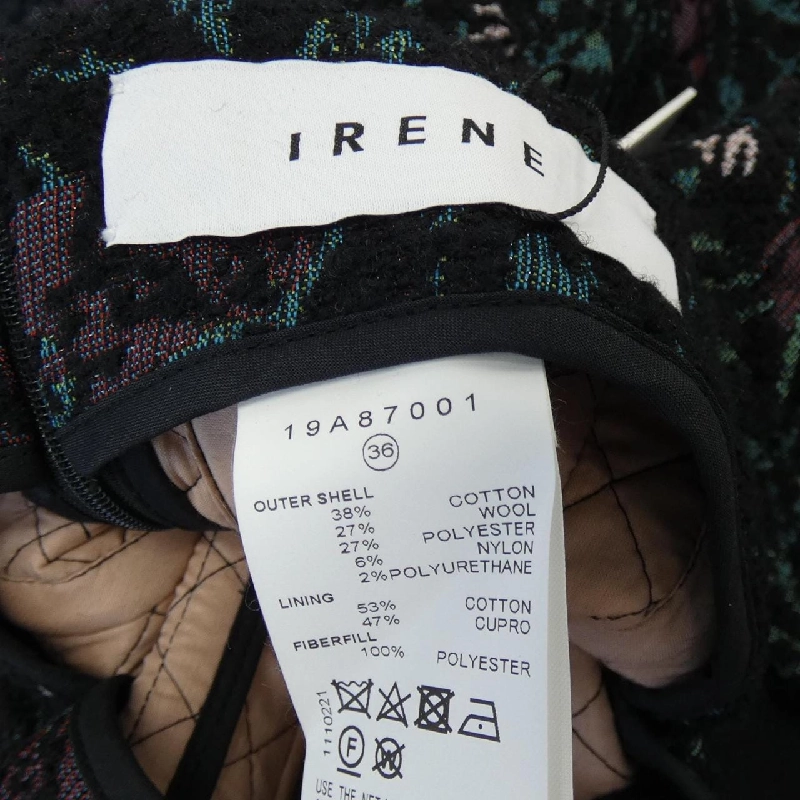 IRENE
19A87001
36
OUTER SHELL
38% COTTON
27% WOOL
27% POLYESTER
6% NYLON
2% POLYURETHANE
LINING
53% COTTON
47% CUPRO
FIBERFILL
100% POLYESTER
1110221
F W
USE THE NET